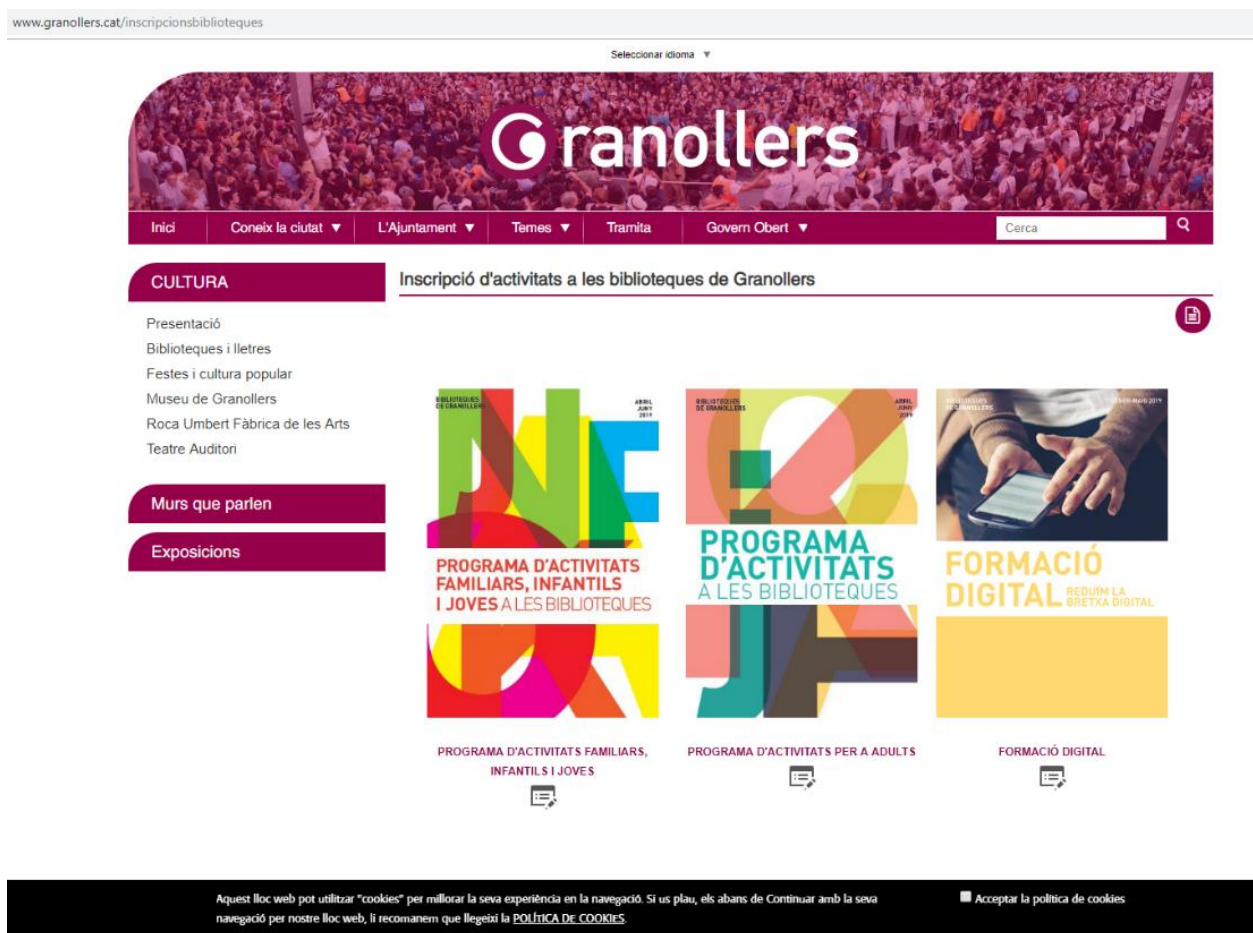 www.granollers.cat/inscripcionsbiblioteques
Seleccionar idioma ▼
Granollers
Inici
Coneix la ciutat ▼
L'Ajuntament ▼
Temes ▼
Tramita
Govern Obert ▼
Cerca
CULTURA
Presentació
Biblioteques i lletres
Festes i cultura popular
Museu de Granollers
Roca Umbert Fàbrica de les Arts
Teatre Auditori
Murs que parlen
Exposicions
Inscripció d'activitats a les biblioteques de Granollers
BIBLIOTEQUES
DE GRANOLLERS
ABRIL
JUNY
2019
PROGRAMA D'ACTIVITATS
FAMILIARS, INFANTILS
I JOVES A LES BIBLIOTEQUES
BIBLIOTEQUES
DE GRANOLLERS
ABRIL
JUNY
2019
PROGRAMA
D'ACTIVITATS
A LES BIBLIOTEQUES
BIBLIOTEQUES
DE GRANOLLERS
MAIG 2019
FORMACIÓ
DIGITAL REDUÏM LA
BRETXA DIGITAL
PROGRAMA D'ACTIVITATS FAMILIARS,
INFANTILS I JOVES
PROGRAMA D'ACTIVITATS PER A ADULTS
FORMACIÓ DIGITAL
Aquest lloc web pot utilitzar "cookies" per millorar la seva experiència en la navegació. Si us plau, els abans de Continuar amb la seva
navegació per nostre lloc web, li recomanem que llegeixi la POLÍTICA DE COOKIES.
Acceptar la política de cookies